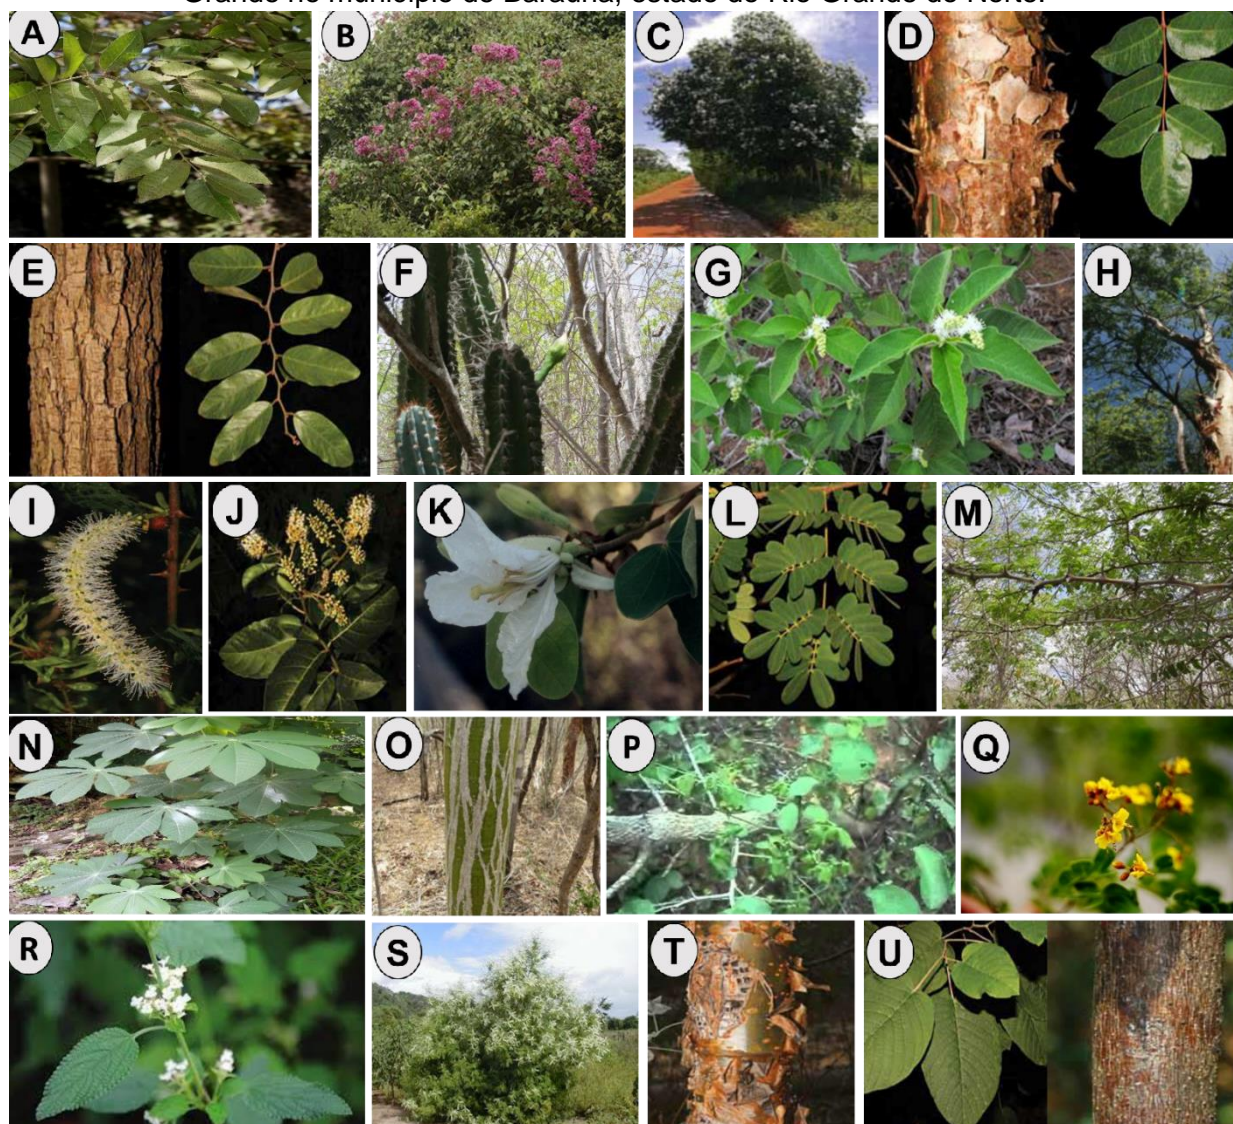 Grande no município de Baraúna, estado do Rio Grande do Norte.
A
B
C
D
E
F
G
H
I
J
K
L
M
N
O
P
Q
R
S
T
U